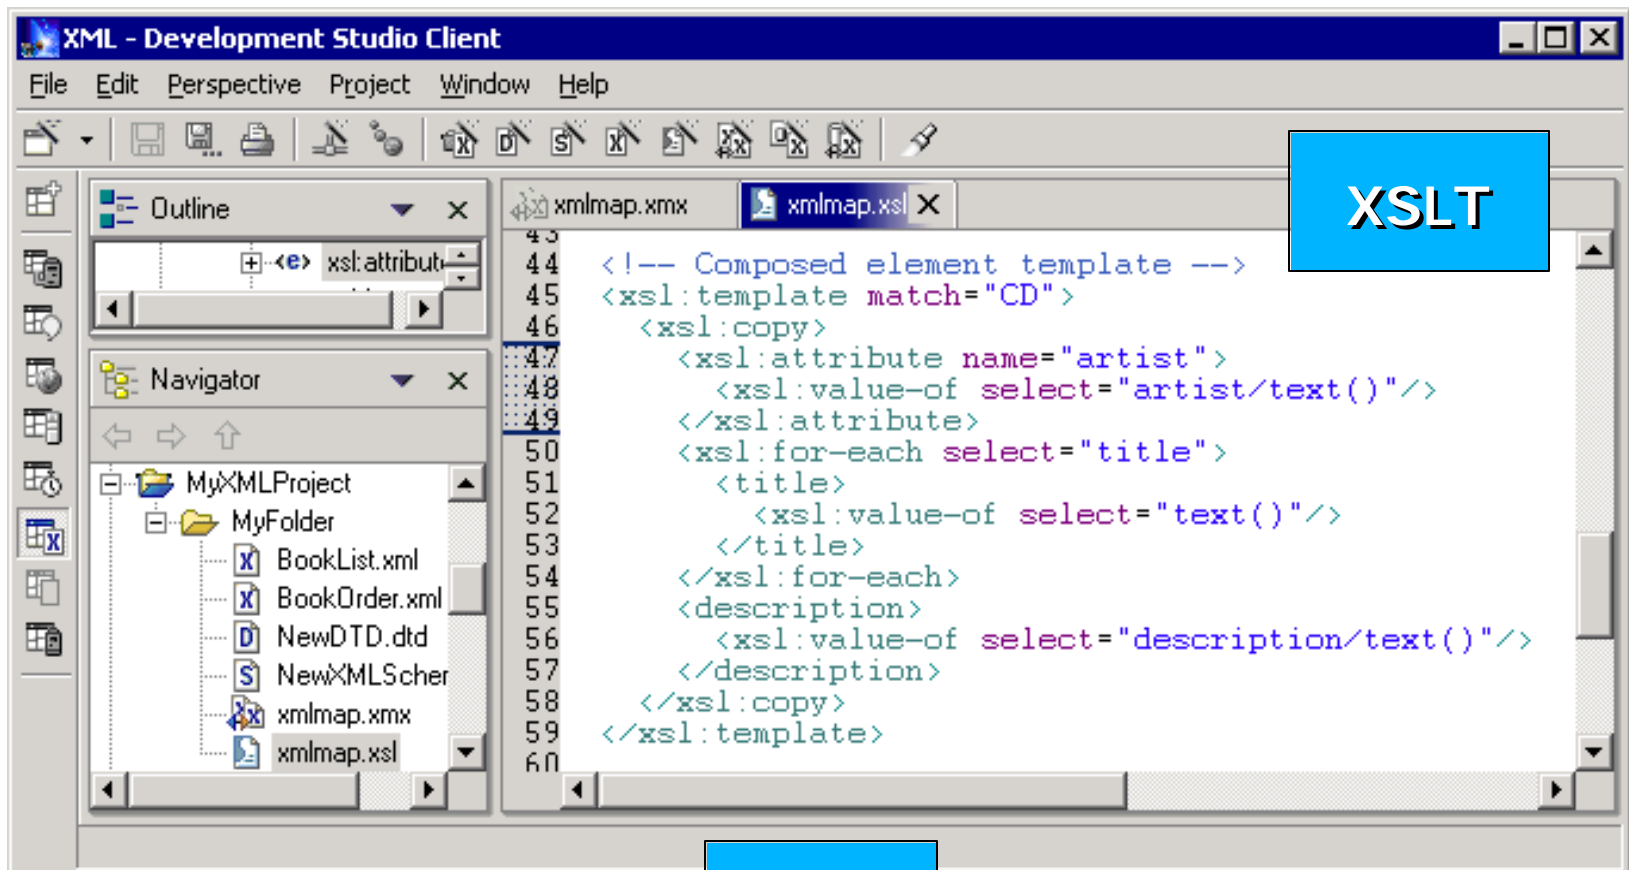 XML - Development Studio Client
File Edit Perspective Project Window Help
XSLT
Outline
xsl:attribut
Navigator
MyXMLProject
MyFolder
BookList.xml
BookOrder.xml
NewDTD.dtd
NewXMLScher
xmlmap.xmx
xmlmap.xsl
xmlmap.xmx xmlmap.xsl
43
44 <!-- Composed element template -->
45 <xsl:template match="CD">
46 <xsl:copy>
47 <xsl:attribute name="artist">
48 <xsl:value-of select="artist/text()"/>
49 </xsl:attribute>
50 <xsl:for-each select="title">
51 <title>
52 <xsl:value-of select="text()"/>
53 </title>
54 </xsl:for-each>
55 <description>
56 <xsl:value-of select="description/text()"/>
57 </description>
58 </xsl:copy>
59 </xsl:template>
60